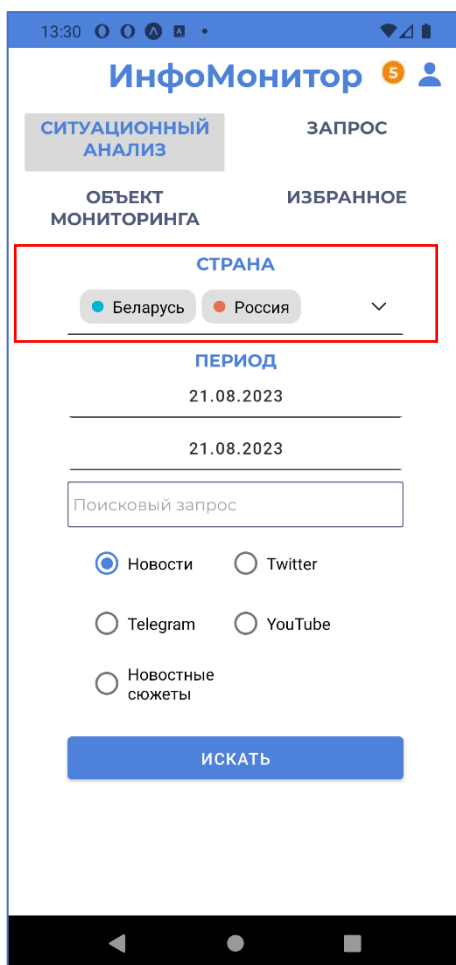 13:30
ИнфоМонитор 5
СИТУАЦИОННЫЙ
АНАЛИЗ
ЗАПРОС
ОБЪЕКТ
МОНИТОРИНГА
ИЗБРАННОЕ
СТРАНА
Беларусь Россия
ПЕРИОД
21.08.2023
21.08.2023
Поисковый запрос
Новости Twitter
Telegram YouTube
Новостные
сюжеты
ИСКАТЬ